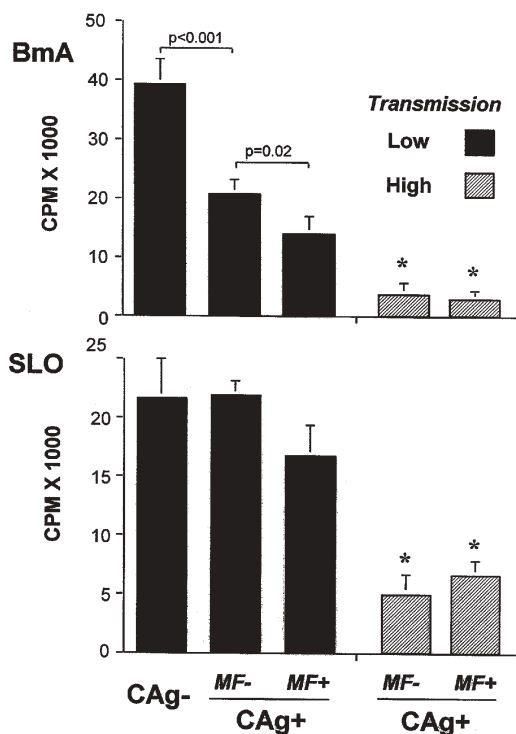 BmA
p<0.001
p=0.02
CPM X 1000
50
40
30
20
10
0
Transmission
Low
High
* *
SLO
CPM X 1000
25
20
15
10
5
0
* *
CAg- MF- MF+ MF- MF+
CAg+ CAg+